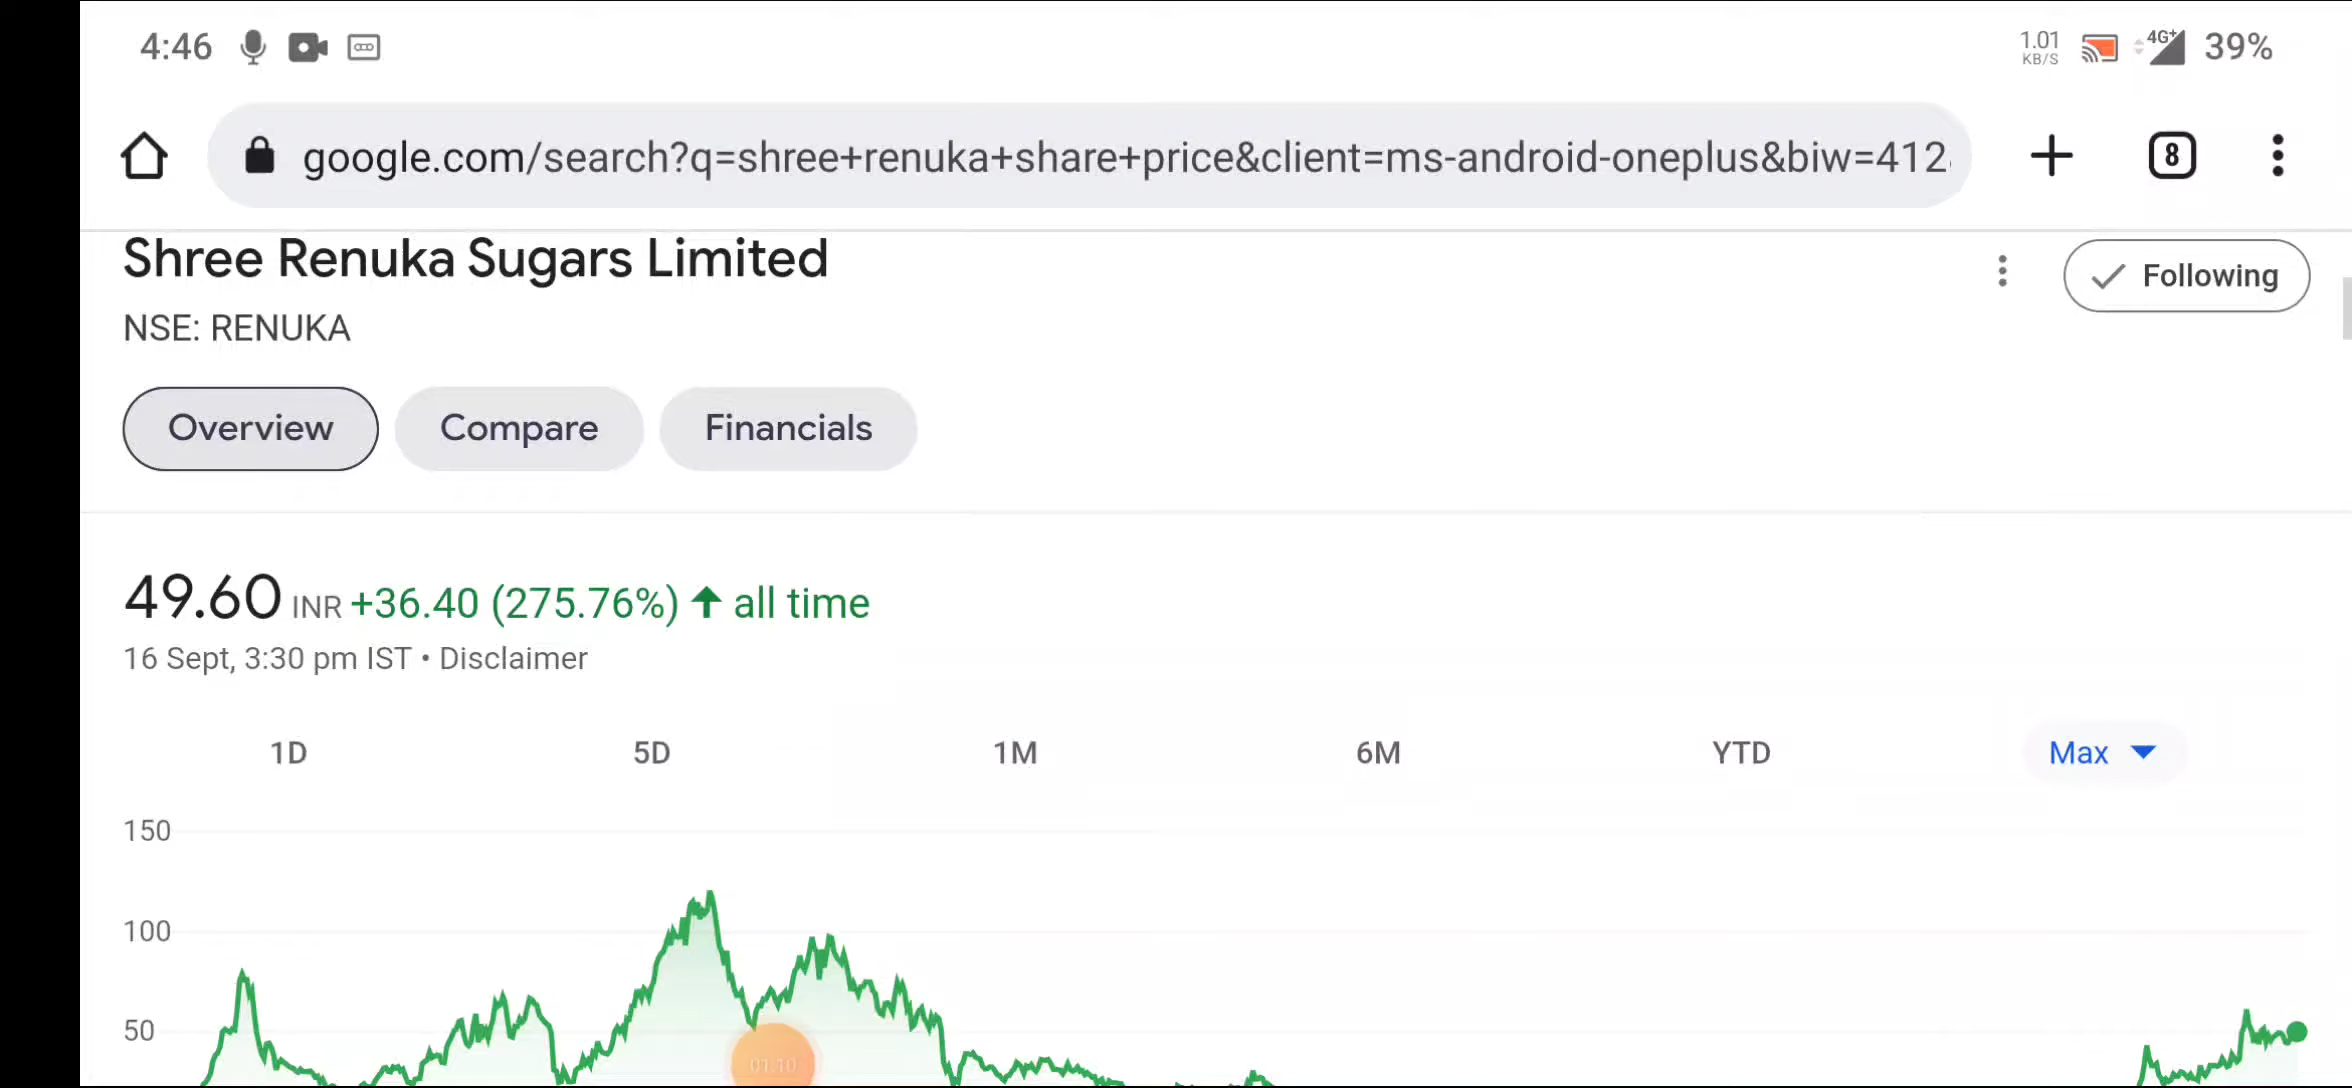 4:46
1.01 KB/S 4G+ 39%
google.com/search?q=shree+renuka+share+price&client=ms-android-oneplus&biw=412
8
Shree Renuka Sugars Limited
Following
NSE: RENUKA
Overview Compare Financials
49.60 INR +36.40 (275.76%) all time
16 Sept, 3:30 pm IST • Disclaimer
1D 5D 1M 6M YTD Max
150
100
50
01:10